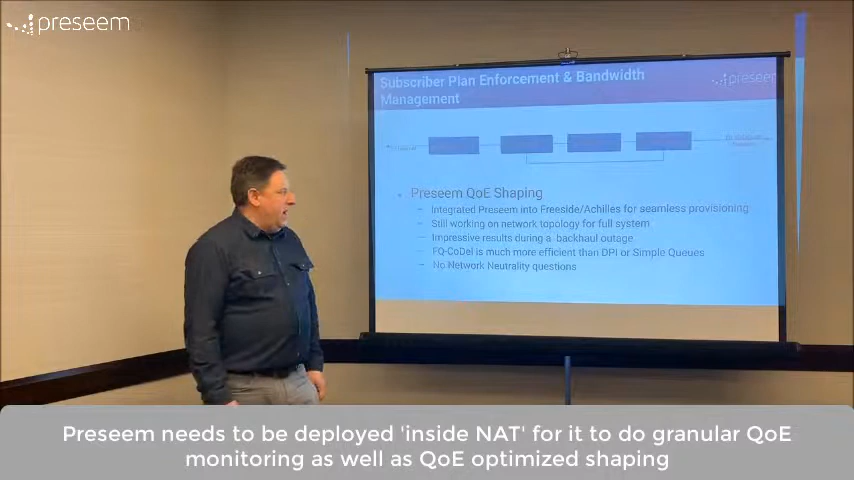 preseem
Subscriber Plan Enforcement & Bandwidth
Management
preseem
Preseem QoE Shaping
– Integrated Preseem into Freeside/Achilles for seamless provisioning
– Still working on network topology for full system
– Impressive results during a backhaul outage
– FQ-CoDel is much more efficient than DPI or Simple Queues
– No Network Neutrality questions
Preseem needs to be deployed 'inside NAT' for it to do granular QoE
monitoring as well as QoE optimized shaping